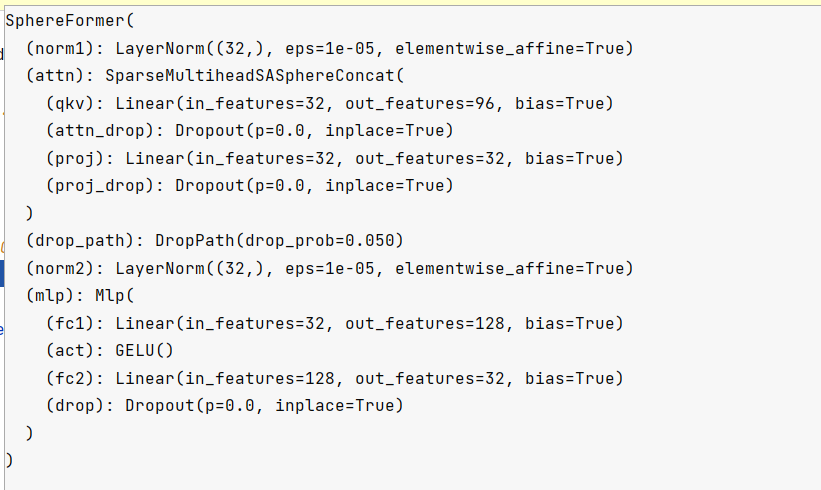 SphereFormer(
  (norm1): LayerNorm((32,), eps=1e-05, elementwise_affine=True)
  (attn): SparseMultiheadSASphereConcat(
    (qkv): Linear(in_features=32, out_features=96, bias=True)
    (attn_drop): Dropout(p=0.0, inplace=True)
    (proj): Linear(in_features=32, out_features=32, bias=True)
    (proj_drop): Dropout(p=0.0, inplace=True)
  )
  (drop_path): DropPath(drop_prob=0.050)
  (norm2): LayerNorm((32,), eps=1e-05, elementwise_affine=True)
  (mlp): Mlp(
    (fc1): Linear(in_features=32, out_features=128, bias=True)
    (act): GELU()
    (fc2): Linear(in_features=128, out_features=32, bias=True)
    (drop): Dropout(p=0.0, inplace=True)
  )
)